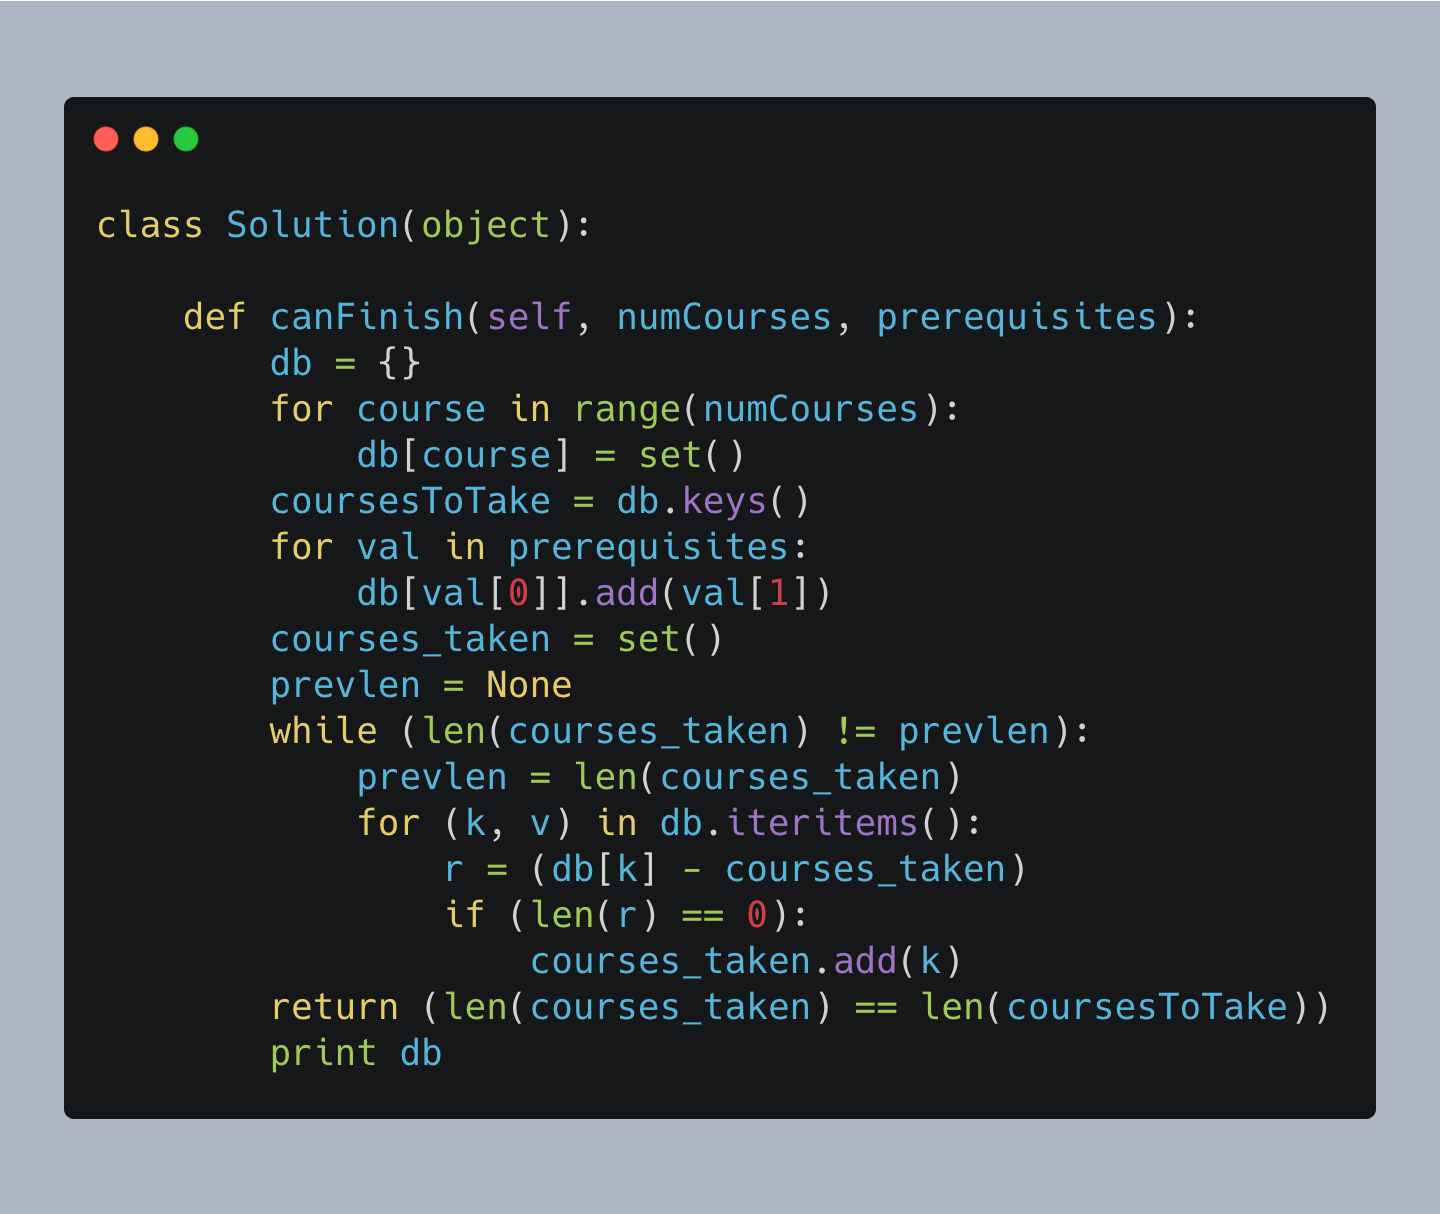 class Solution(object):

    def canFinish(self, numCourses, prerequisites):
        db = {}
        for course in range(numCourses):
            db[course] = set()
        coursesToTake = db.keys()
        for val in prerequisites:
            db[val[0]].add(val[1])
        courses_taken = set()
        prevlen = None
        while (len(courses_taken) != prevlen):
            prevlen = len(courses_taken)
            for (k, v) in db.iteritems():
                r = (db[k] - courses_taken)
                if (len(r) == 0):
                    courses_taken.add(k)
        return (len(courses_taken) == len(coursesToTake))
        print db